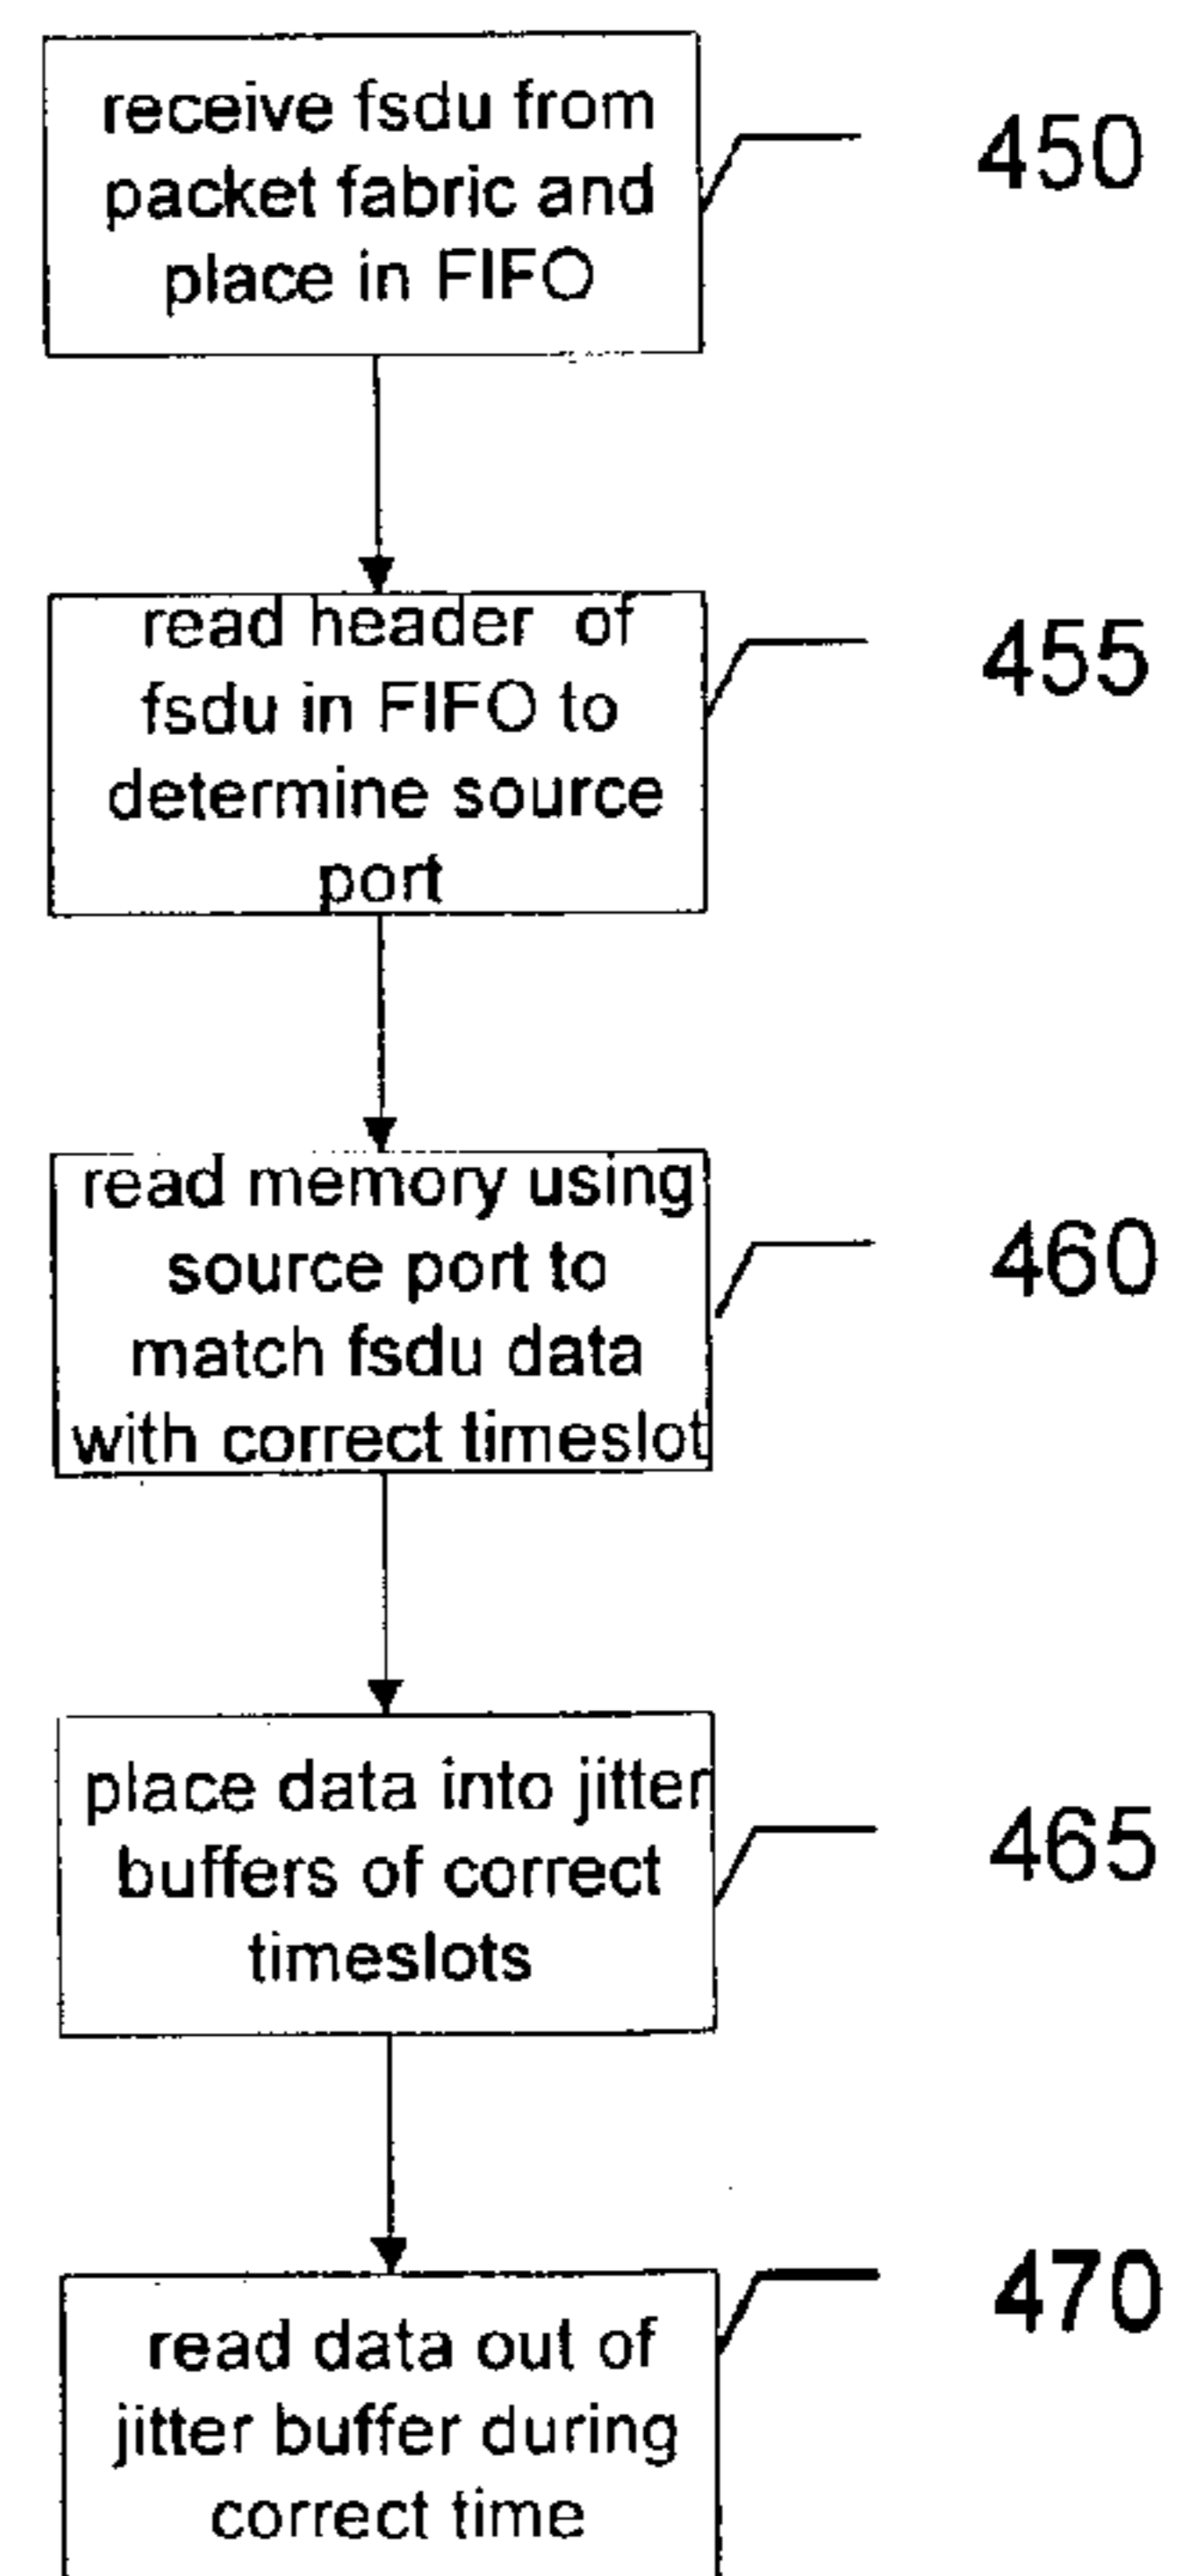 receive fsdu from
packet fabric and
place in FIFO
450
read header of
fsdu in FIFO to
determine source
port
455
read memory using
source port to
match fsdu data
with correct timeslot
460
place data into jitter
buffers of correct
timeslots
465
read data out of
jitter buffer during
correct time
470